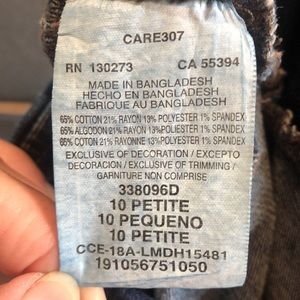 CARE307
RN 130273 CA 55394
MADE IN BANGLADESH
HECHO EN BANGLADESH
FABRIQUE AU BANGLADESH
65% COTTON 21% RAYON 13% POLYESTER 1% SPANDEX
65% ALGODON 21% RAYON 13% POLIESTER 1% SPANDEX
65% COTON 21% RAYONNE 13% POLYESTER 1% SPANDEX
EXCLUSIVE OF DECORATION / EXCEPTO
DECORACION / EXCLUSIF OF TRIMMING /
GARNITURE NON COMPRISE
338096D
10 PETITE
10 PEQUENO
10 PETITE
CCE-18A-LMDH15481
191056751050